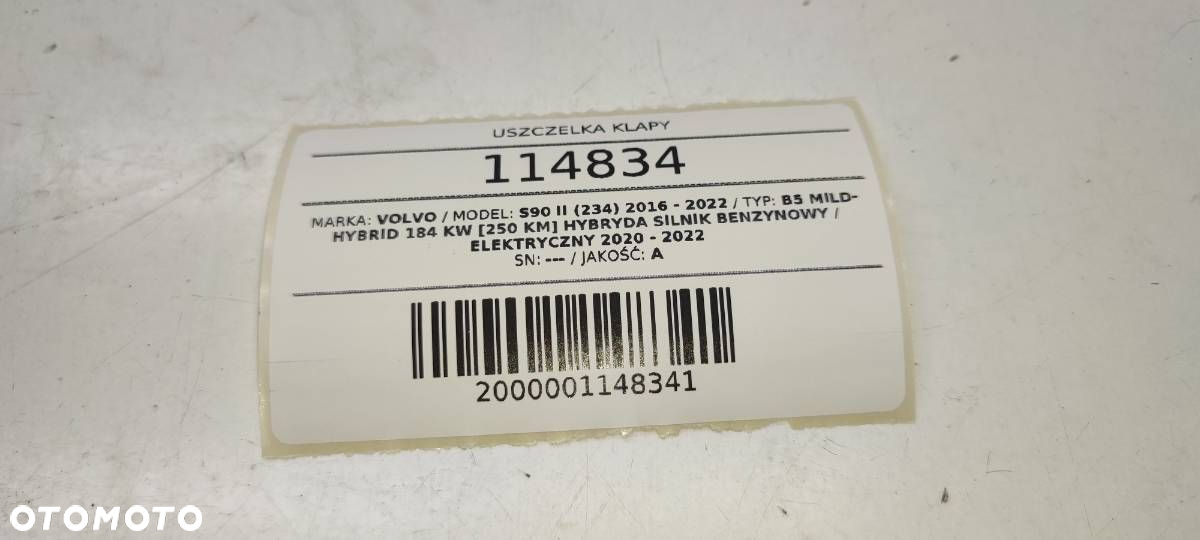 USZCZELKA KLAPY
114834
MARKA: VOLVO / MODEL: S90 II (234) 2016 - 2022 / TYP: B5 MILD-
HYBRID 184 KW [250 KM] HYBRYDA SILNIK BENZYNOWY /
ELEKTRYCZNY 2020 - 2022
SN: --- / JAKOŚĆ: A
2000001148341
OTOMOTO